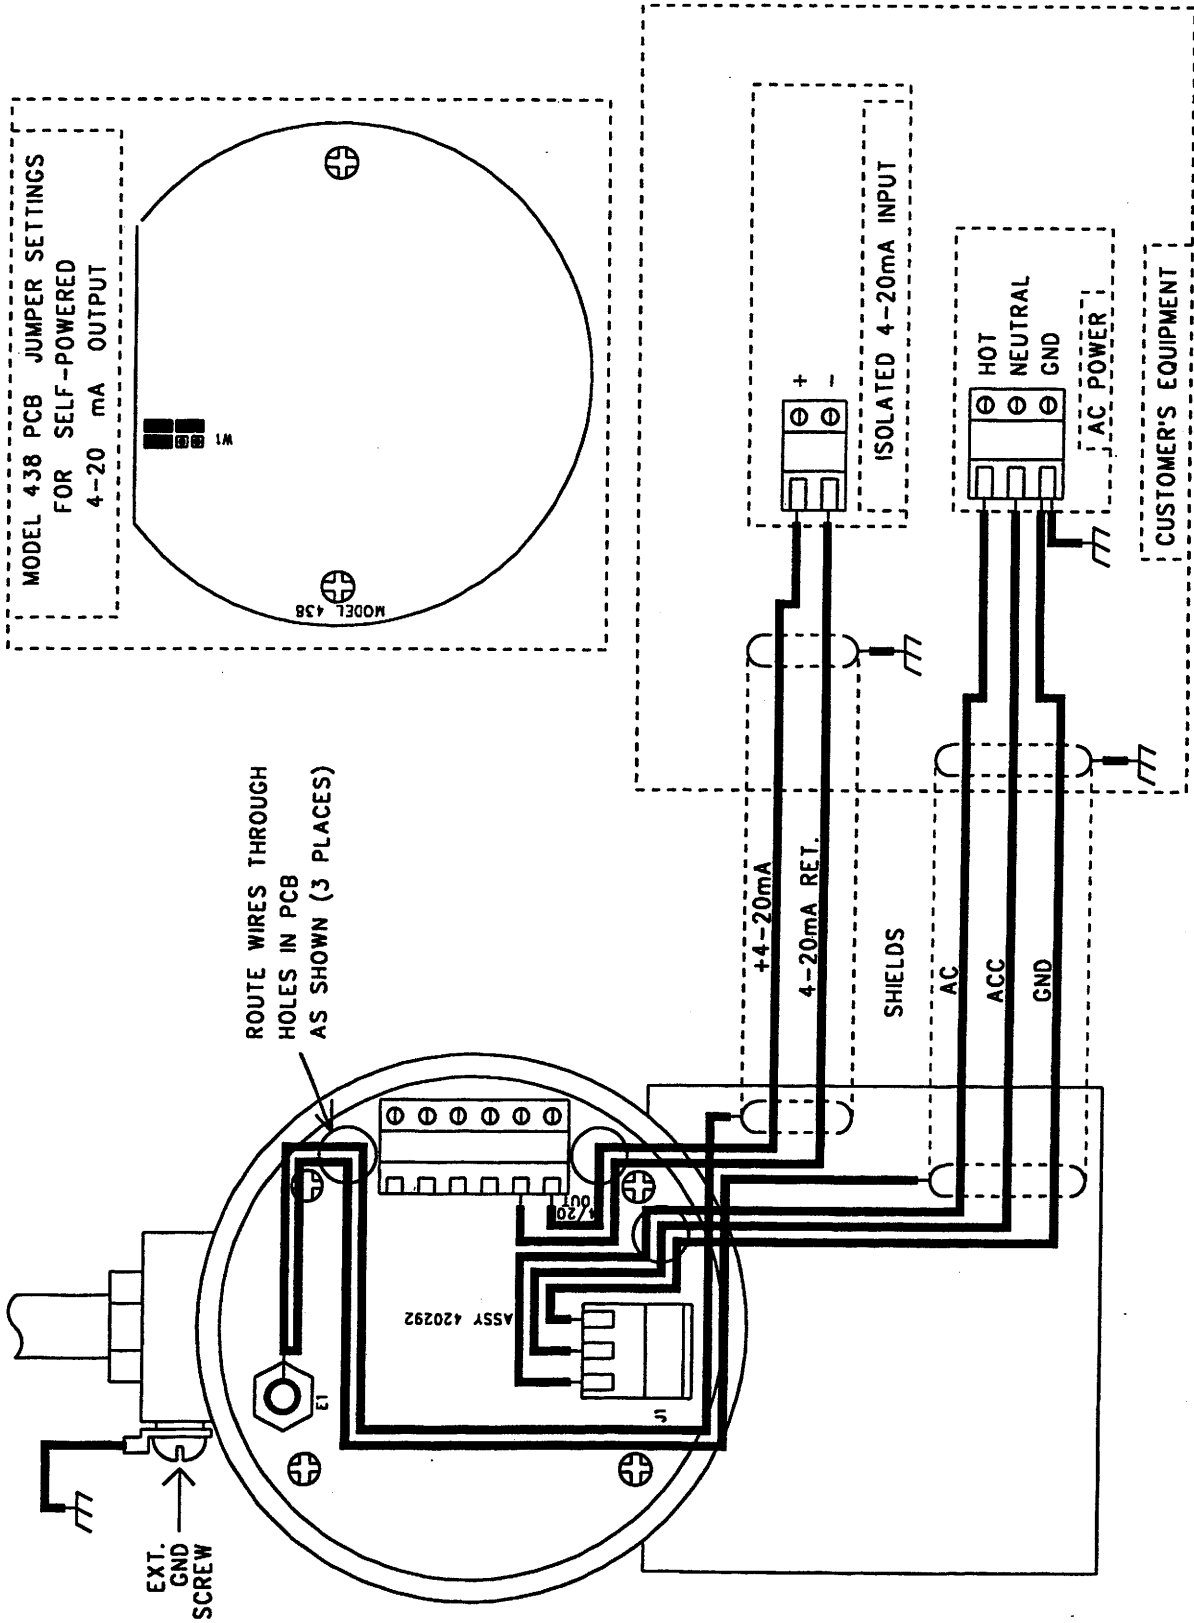 MODEL 438 PCB JUMPER SETTINGS
FOR SELF-POWERED
4-20 mA OUTPUT
W1
MODEL 438
ROUTE WIRES THROUGH
HOLES IN PCB
AS SHOWN (3 PLACES)
EXT.
GND
SCREW
E1
ASSY 420292
J1
4/20
OUT
+4-20mA
4-20mA RET.
SHIELDS
AC
ACC
GND
+
-
ISOLATED 4-20mA INPUT
HOT
NEUTRAL
GND
AC POWER
CUSTOMER'S EQUIPMENT